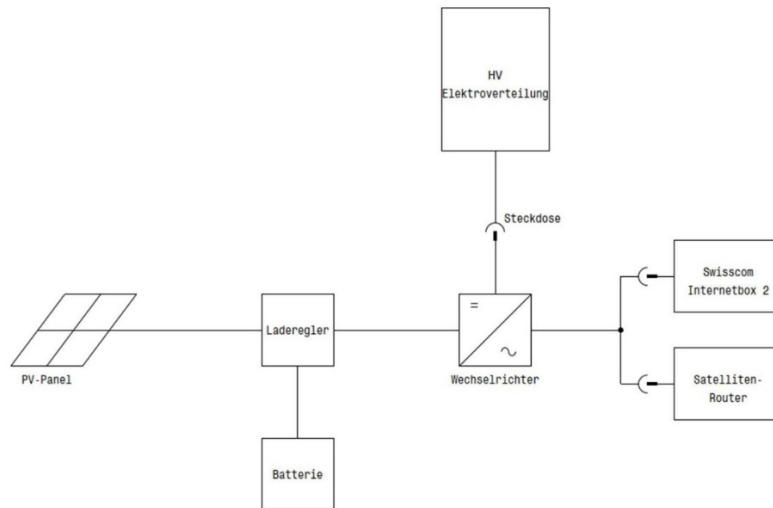 HV
Elektroverteilung
Steckdose
Swisscom
Internetbox 2
=
Laderegler
~
PV-Panel
Wechselrichter
Satelliten-
Router
Batterie